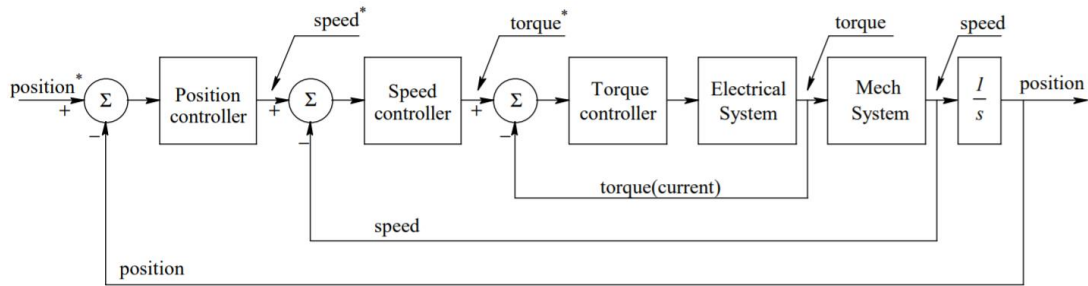 speed*
torque*
torque
speed
position*
+
−
Σ
Position
controller
+
−
Σ
Speed
controller
+
−
Σ
Torque
controller
Electrical
System
Mech
System
1
s
position
torque(current)
speed
position